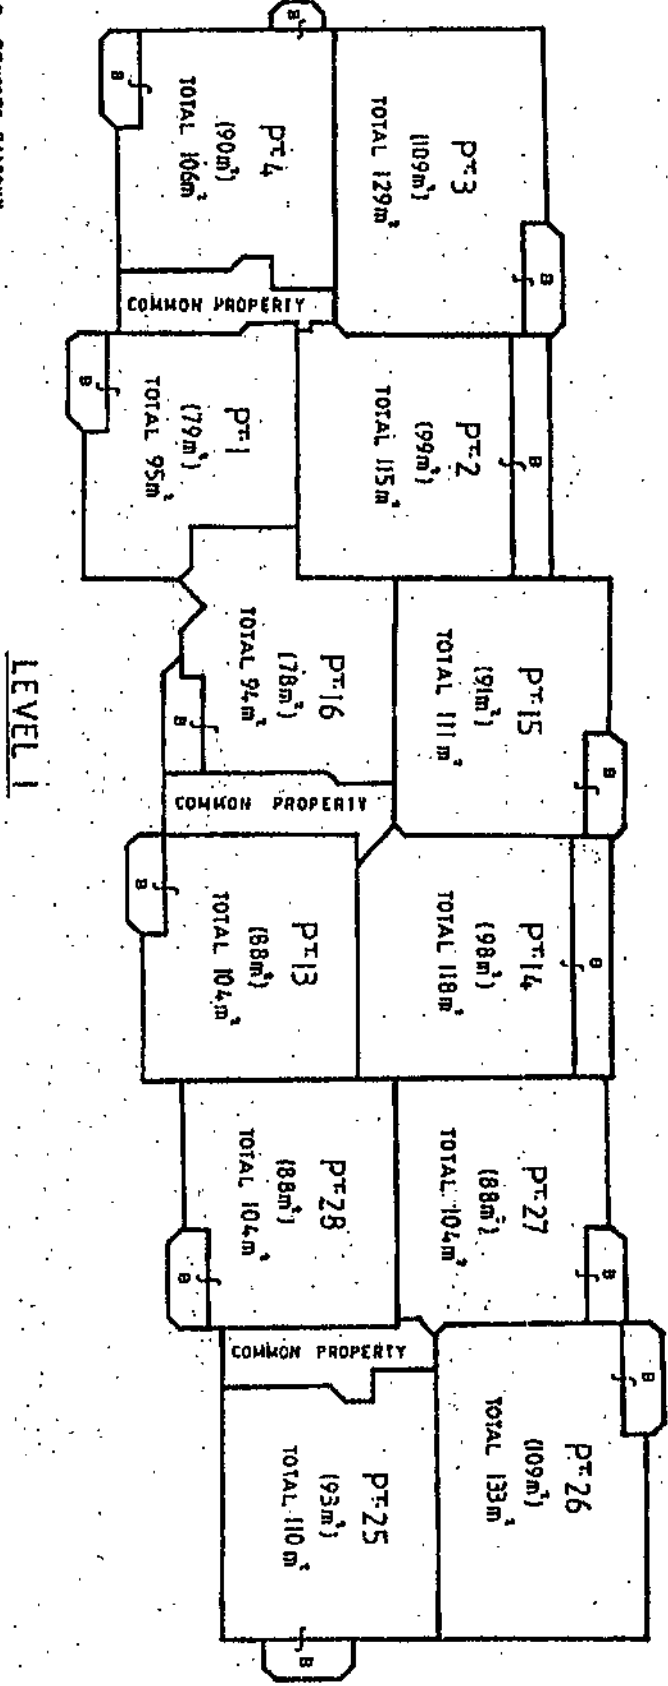 PT.3
(109m²)
TOTAL 129m²
B
PT.4
(90m²)
TOTAL 106m²
B
B
COMMON PROPERTY
PT.2
(99m²)
TOTAL 115m²
B
PT.1
(79m²)
TOTAL 95m²
B
PT.15
(91m²)
TOTAL 111m²
B
PT.16
(78m²)
TOTAL 94m²
B
COMMON PROPERTY
PT.14
(98m²)
TOTAL 118m²
B
PT.13
(88m²)
TOTAL 104m²
B
PT.27
(88m²)
TOTAL 104m²
B
PT.28
(88m²)
TOTAL 104m²
B
COMMON PROPERTY
PT.26
(109m²)
TOTAL 133m²
B
PT.25
(93m²)
TOTAL 110m²
B
LEVEL 1